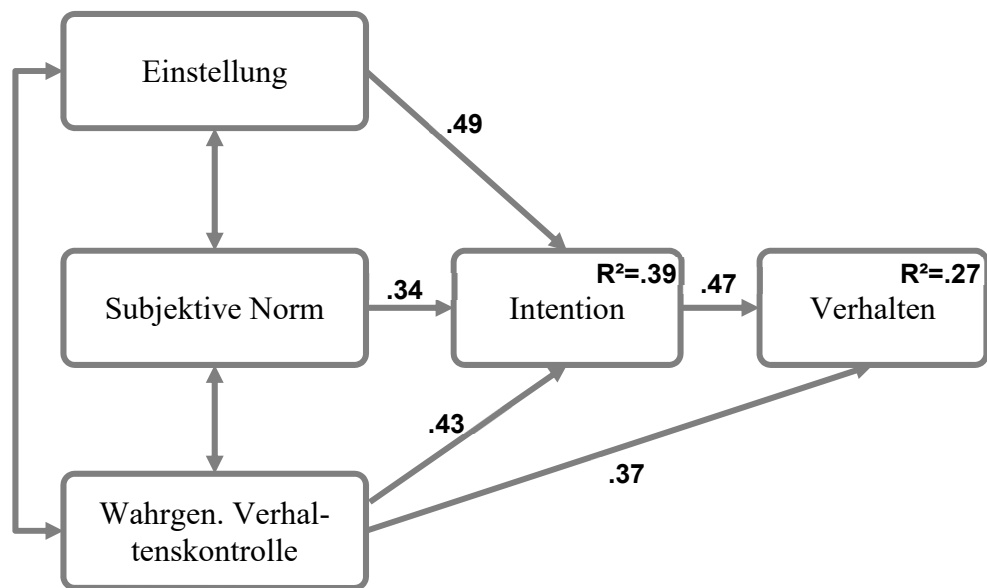 Einstellung
.49
Subjektive Norm
.34
Intention
R²=.39
.47
Verhalten
R²=.27
.43
.37
Wahrgen. Verhal-
tenskontrolle